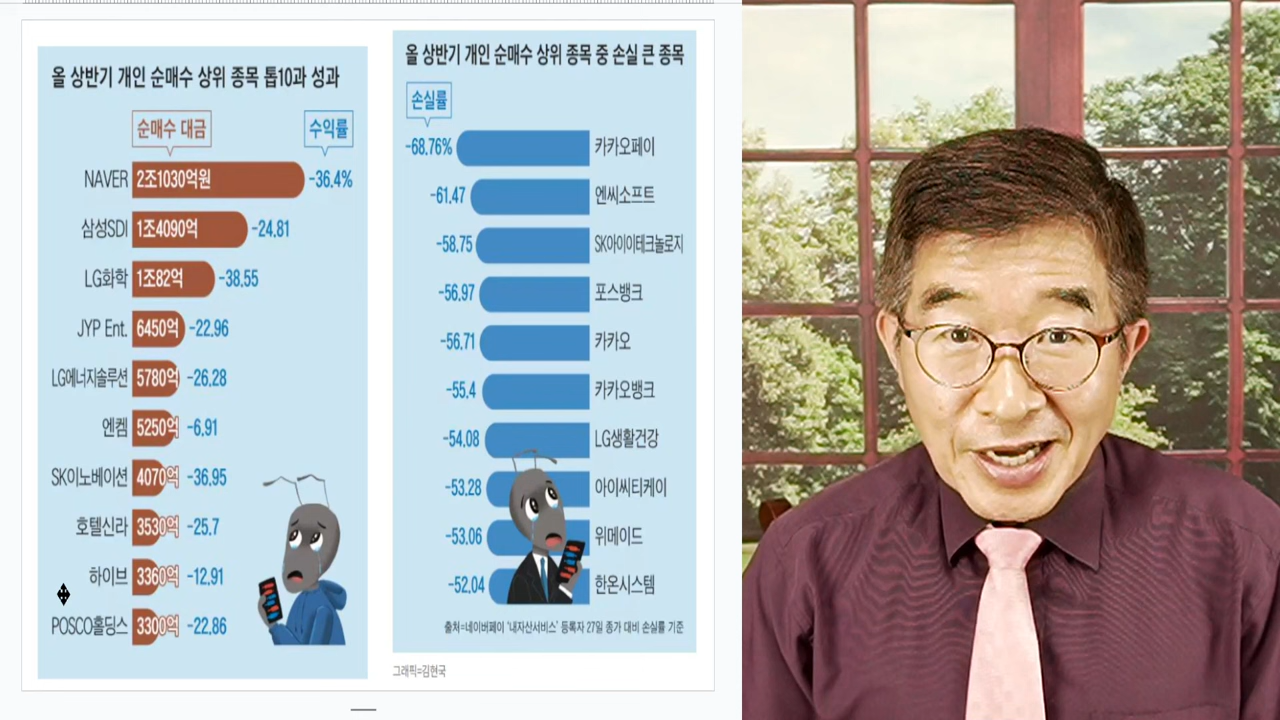 올 상반기 개인 순매수 상위 종목 톱10과 성과
순매수 대금 수익률
NAVER 2조1030억원 -36.4%
삼성SDI 1조4090억 -24.81
LG화학 1조82억 -38.55
JYP Ent. 6450억 -22.96
LG에너지솔루션 5780억 -26.28
엔켐 5250억 -6.91
SK이노베이션 4070억 -36.95
호텔신라 3530억 -25.7
하이브 3360억 -12.91
POSCO홀딩스 3300억 -22.86
올 상반기 개인 순매수 상위 종목 중 손실 큰 종목
손실률
-68.76% 카카오페이
-61.47 엔씨소프트
-58.75 SK아이이테크놀로지
-56.97 포스뱅크
-56.71 카카오
-55.4 카카오뱅크
-54.08 LG생활건강
-53.28 아이씨티케이
-53.06 위메이드
-52.04 한온시스템
출처=네이버페이 '내자산서비스' 등록자 27일 종가 대비 손실률 기준
그래픽=김현국